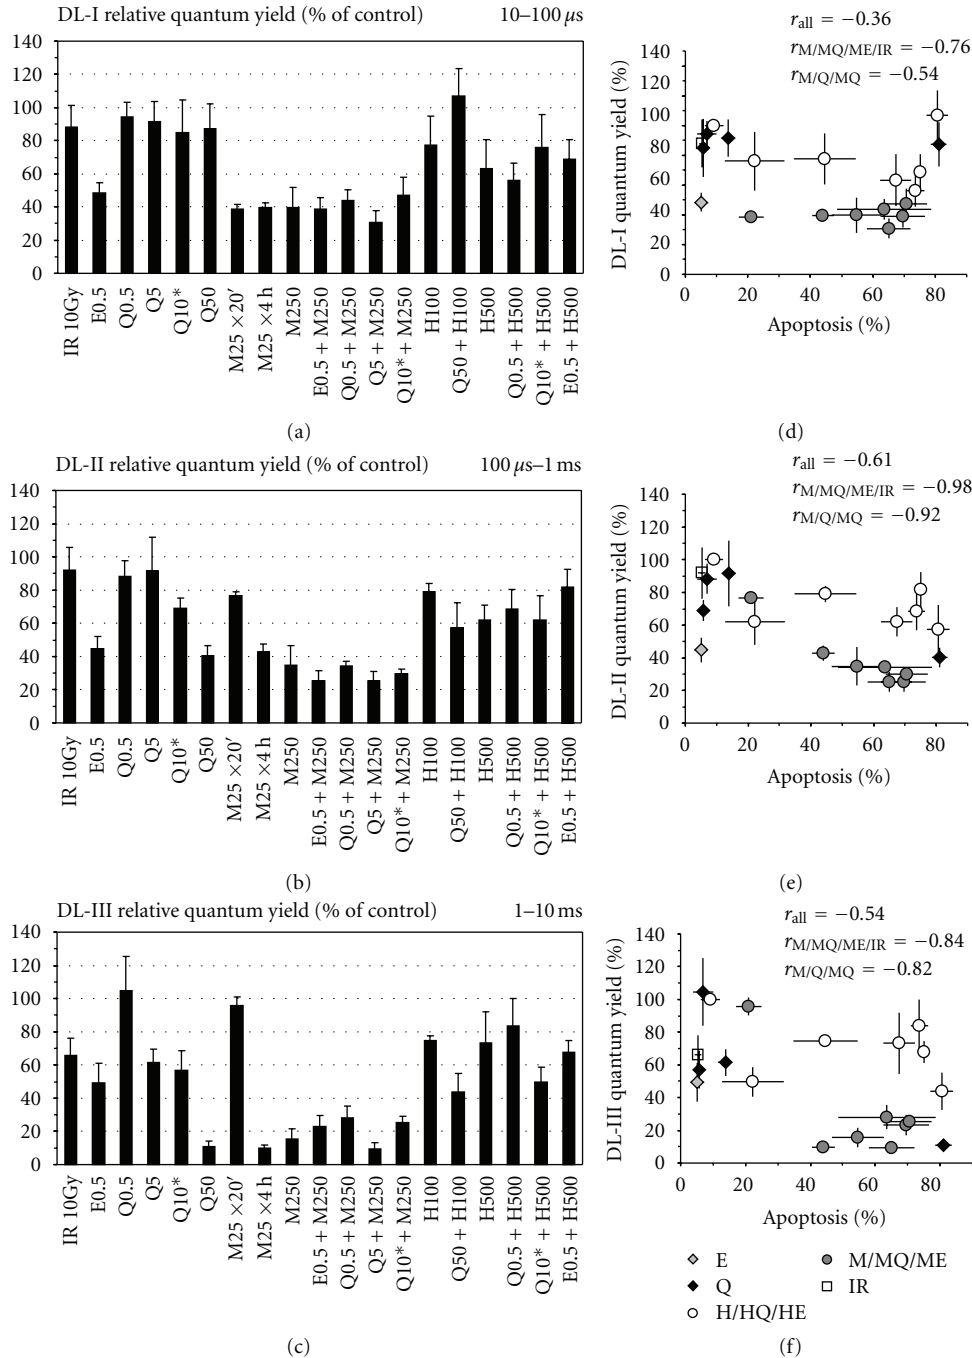 DL-I relative quantum yield (% of control) 10–100 µs
140
120
100
80
60
40
20
0
IR 10Gy
E0.5
Q0.5
Q5
Q10*
Q50
M25 ×20′
M25 ×4 h
M250
E0.5 + M250
Q0.5 + M250
Q5 + M250
Q10* + M250
H100
Q50 + H100
H500
Q0.5 + H500
Q10* + H500
E0.5 + H500
(a)
r all = −0.36
r M/MQ/ME/IR = −0.76
r M/Q/MQ = −0.54
DL-I quantum yield (%)
140
120
100
80
60
40
20
0
0 20 40 60 80
Apoptosis (%)
(d)
DL-II relative quantum yield (% of control) 100 µs–1 ms
140
120
100
80
60
40
20
0
IR 10Gy
E0.5
Q0.5
Q5
Q10*
Q50
M25 ×20′
M25 ×4 h
M250
E0.5 + M250
Q0.5 + M250
Q5 + M250
Q10* + M250
H100
Q50 + H100
H500
Q0.5 + H500
Q10* + H500
E0.5 + H500
(b)
r all = −0.61
r M/MQ/ME/IR = −0.98
r M/Q/MQ = −0.92
DL-II quantum yield (%)
140
120
100
80
60
40
20
0
0 20 40 60 80
Apoptosis (%)
(e)
DL-III relative quantum yield (% of control) 1–10 ms
140
120
100
80
60
40
20
0
IR 10Gy
E0.5
Q0.5
Q5
Q10*
Q50
M25 ×20′
M25 ×4 h
M250
E0.5 + M250
Q0.5 + M250
Q5 + M250
Q10* + M250
H100
Q50 + H100
H500
Q0.5 + H500
Q10* + H500
E0.5 + H500
(c)
r all = −0.54
r M/MQ/ME/IR = −0.84
r M/Q/MQ = −0.82
DL-III quantum yield (%)
140
120
100
80
60
40
20
0
0 20 40 60 80
Apoptosis (%)
E
Q
H/HQ/HE
M/MQ/ME
IR
(f)